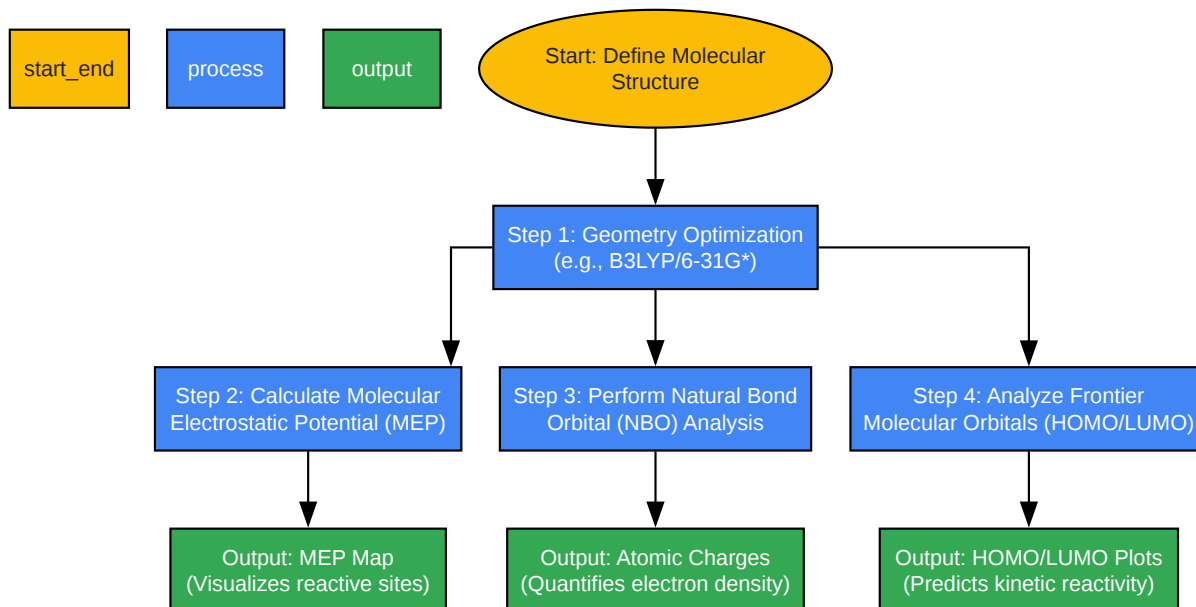 start_end
process
output
Start: Define Molecular
Structure
Step 1: Geometry Optimization
(e.g., B3LYP/6-31G*)
Step 2: Calculate Molecular
Electrostatic Potential (MEP)
Step 3: Perform Natural Bond
Orbital (NBO) Analysis
Step 4: Analyze Frontier
Molecular Orbitals (HOMO/LUMO)
Output: MEP Map
(Visualizes reactive sites)
Output: Atomic Charges
(Quantifies electron density)
Output: HOMO/LUMO Plots
(Predicts kinetic reactivity)